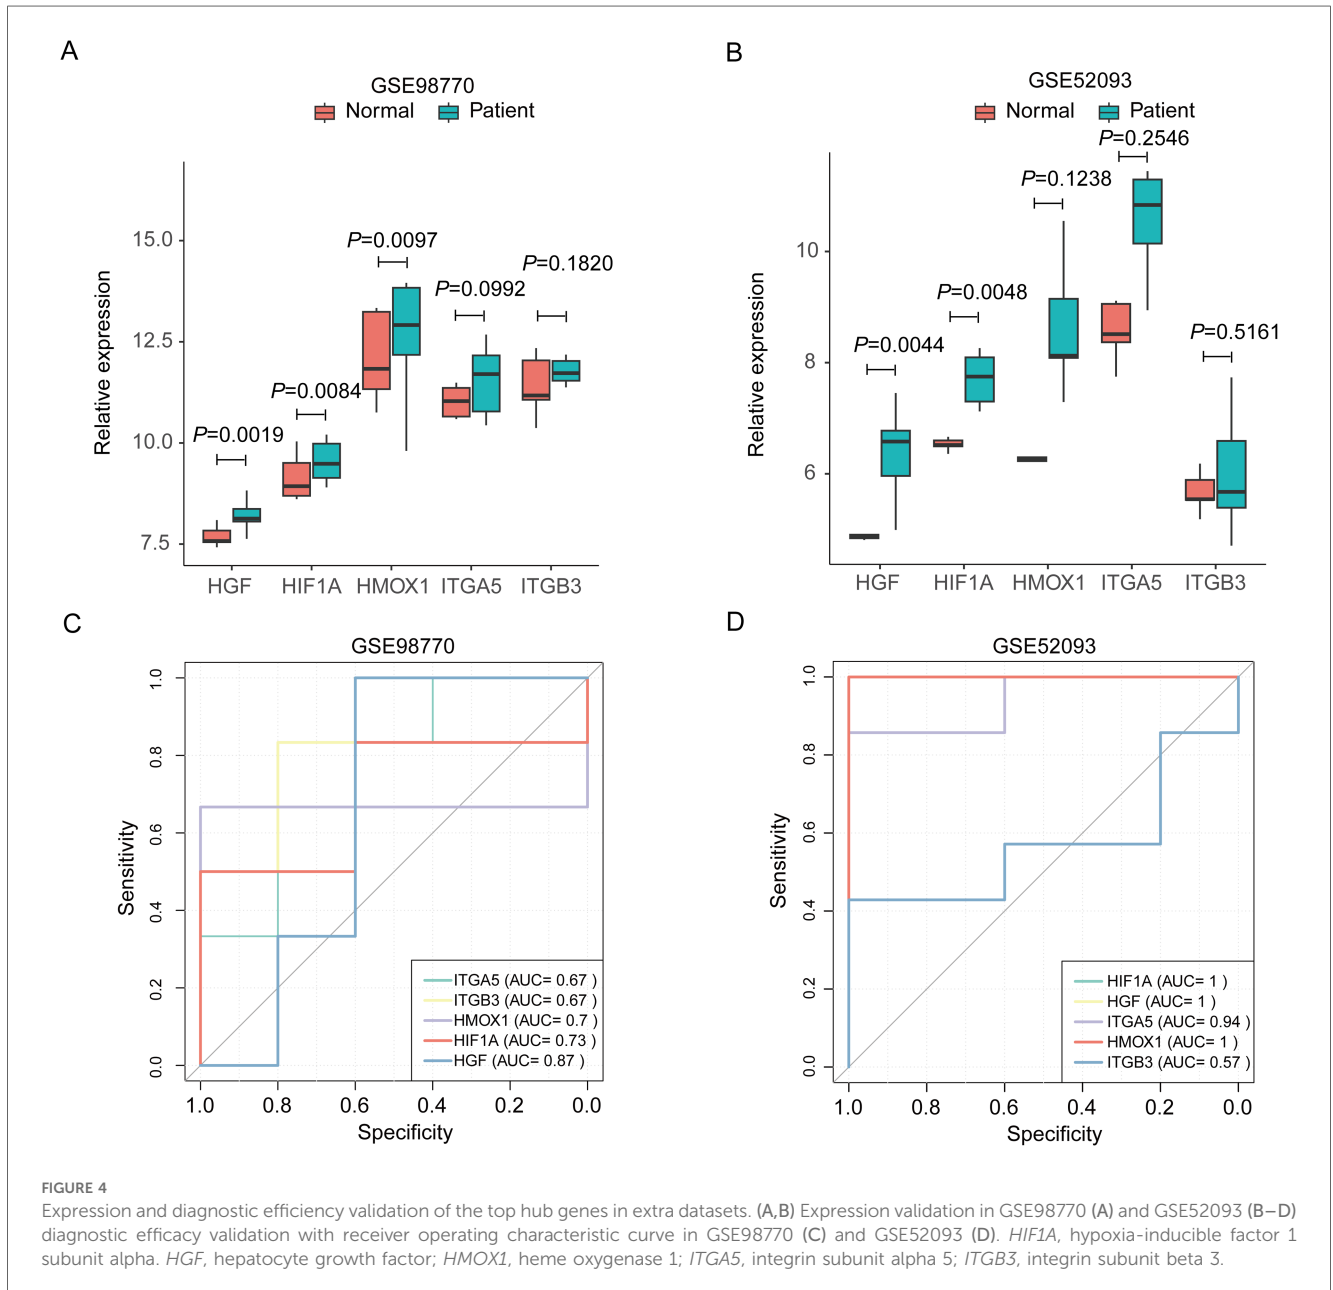 A
GSE98770
Normal Patient
P=0.0019
P=0.0084
P=0.0097
P=0.0992
P=0.1820
Relative expression
15.0
12.5
10.0
7.5
HGF HIF1A HMOX1 ITGA5 ITGB3
B
GSE52093
Normal Patient
P=0.0044
P=0.0048
P=0.1238
P=0.2546
P=0.5161
Relative expression
10
8
6
HGF HIF1A HMOX1 ITGA5 ITGB3
C
GSE98770
Sensitivity
1.0
0.8
0.6
0.4
0.2
0.0
ITGA5 (AUC= 0.67 )
ITGB3 (AUC= 0.67 )
HMOX1 (AUC= 0.7 )
HIF1A (AUC= 0.73 )
HGF (AUC= 0.87 )
1.0 0.8 0.6 0.4 0.2 0.0
Specificity
D
GSE52093
Sensitivity
1.0
0.8
0.6
0.4
0.2
0.0
HIF1A (AUC= 1 )
HGF (AUC= 1 )
ITGA5 (AUC= 0.94 )
HMOX1 (AUC= 1 )
ITGB3 (AUC= 0.57 )
1.0 0.8 0.6 0.4 0.2 0.0
Specificity
FIGURE 4
Expression and diagnostic efficiency validation of the top hub genes in extra datasets. (A,B) Expression validation in GSE98770 (A) and GSE52093 (B–D)
diagnostic efficacy validation with receiver operating characteristic curve in GSE98770 (C) and GSE52093 (D). HIF1A, hypoxia-inducible factor 1
subunit alpha. HGF, hepatocyte growth factor; HMOX1, heme oxygenase 1; ITGA5, integrin subunit alpha 5; ITGB3, integrin subunit beta 3.